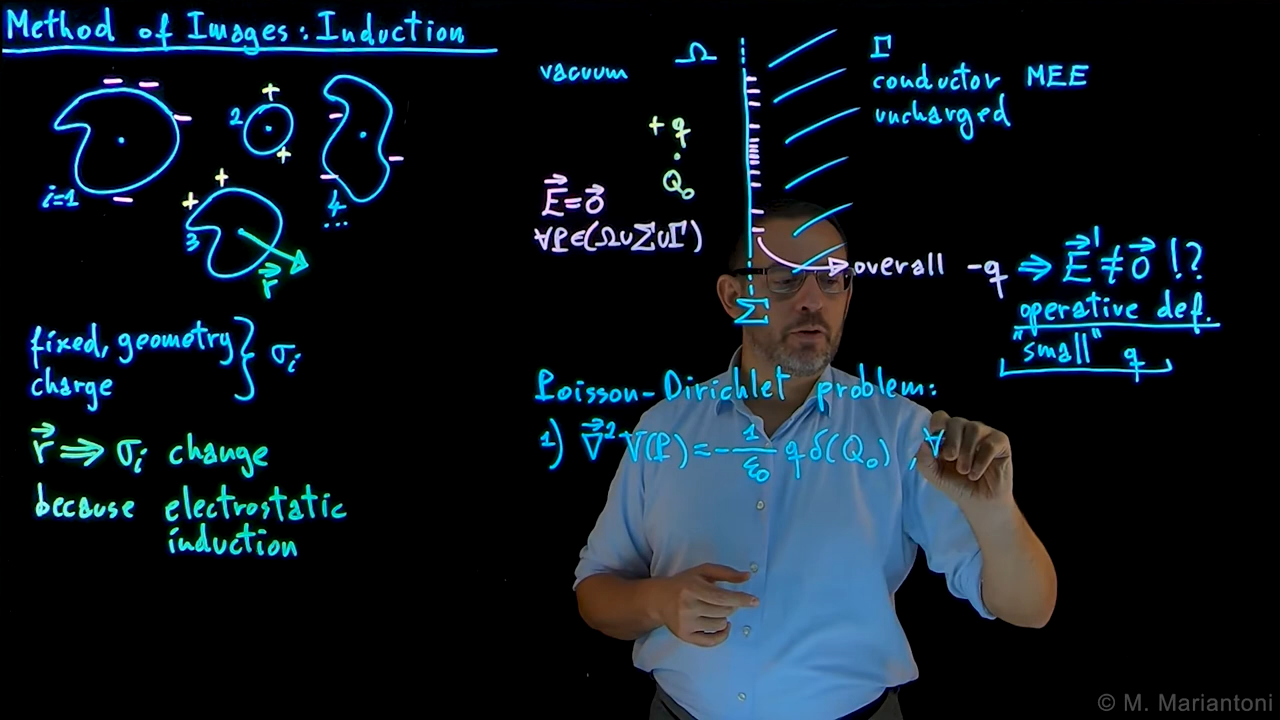 Method of Images: Induction
− − − − i=1
2 + +
− − − 4 ...
+ + 3 r⃗
fixed, geometry
charge } σi
r⃗ ⇒ σi change
because electrostatic
induction
vacuum Ω
Γ
conductor MEE
uncharged
+q
Q₀
E⃗=0⃗
∀P∈(Ω∪Σ∪Γ)
overall −q ⇒ E⃗'≠0⃗ !?
Σ
operative def.
"small" q
Poisson-Dirichlet problem:
1) ∇⃗²V(P)=−1/ε₀ qδ(Q₀), ∀
© M. Mariantoni